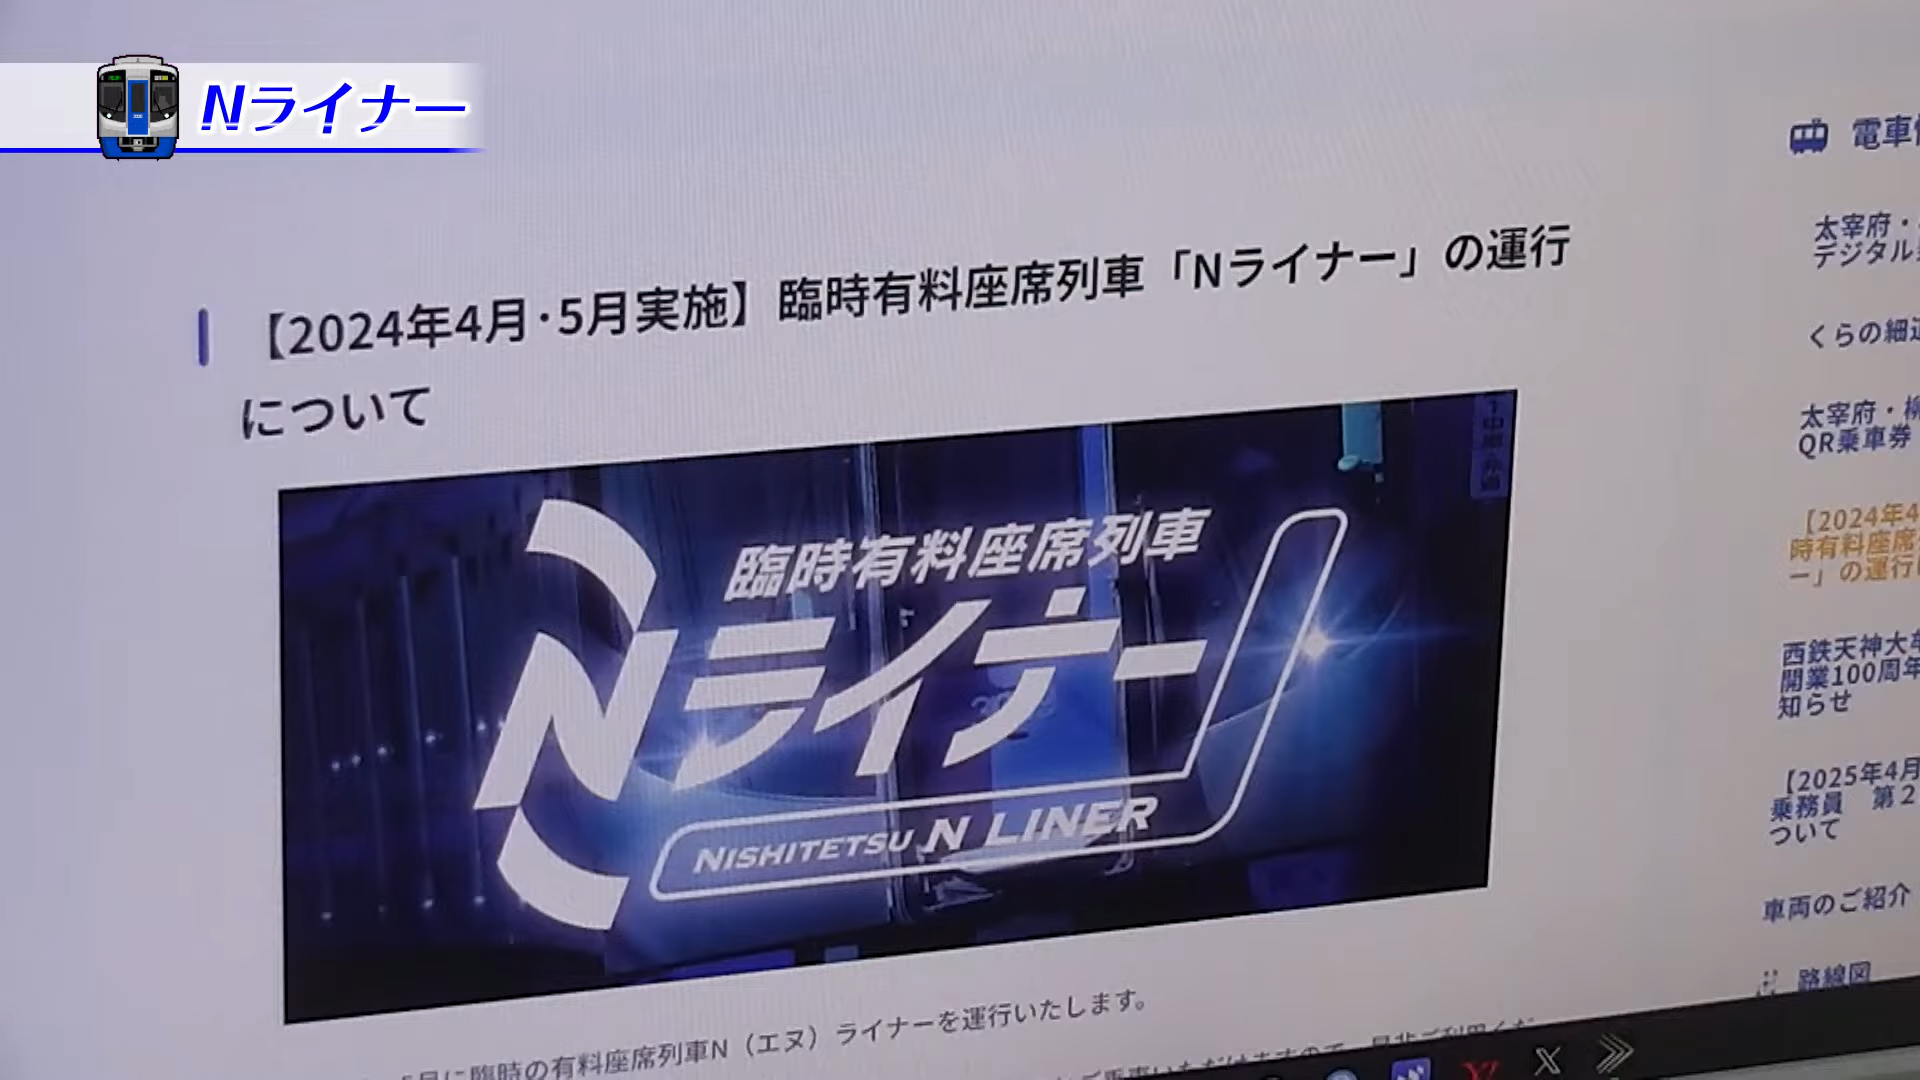 Nライナー
【2024年4月･5月実施】臨時有料座席列車「Nライナー」の運行
について
臨時有料座席列車
Nライナー
NISHITETSU N LINER
5月に臨時の有料座席列車N（エヌ）ライナーを運行いたします。
電車
太宰府・
デジタル
くらの細
太宰府・柳
QR乗車券
【2024年4
時有料座席
ー」の運行
西鉄天神大
開業100周年
知らせ
【2025年4月
乗務員　第2
ついて
車両のご紹介
路線図